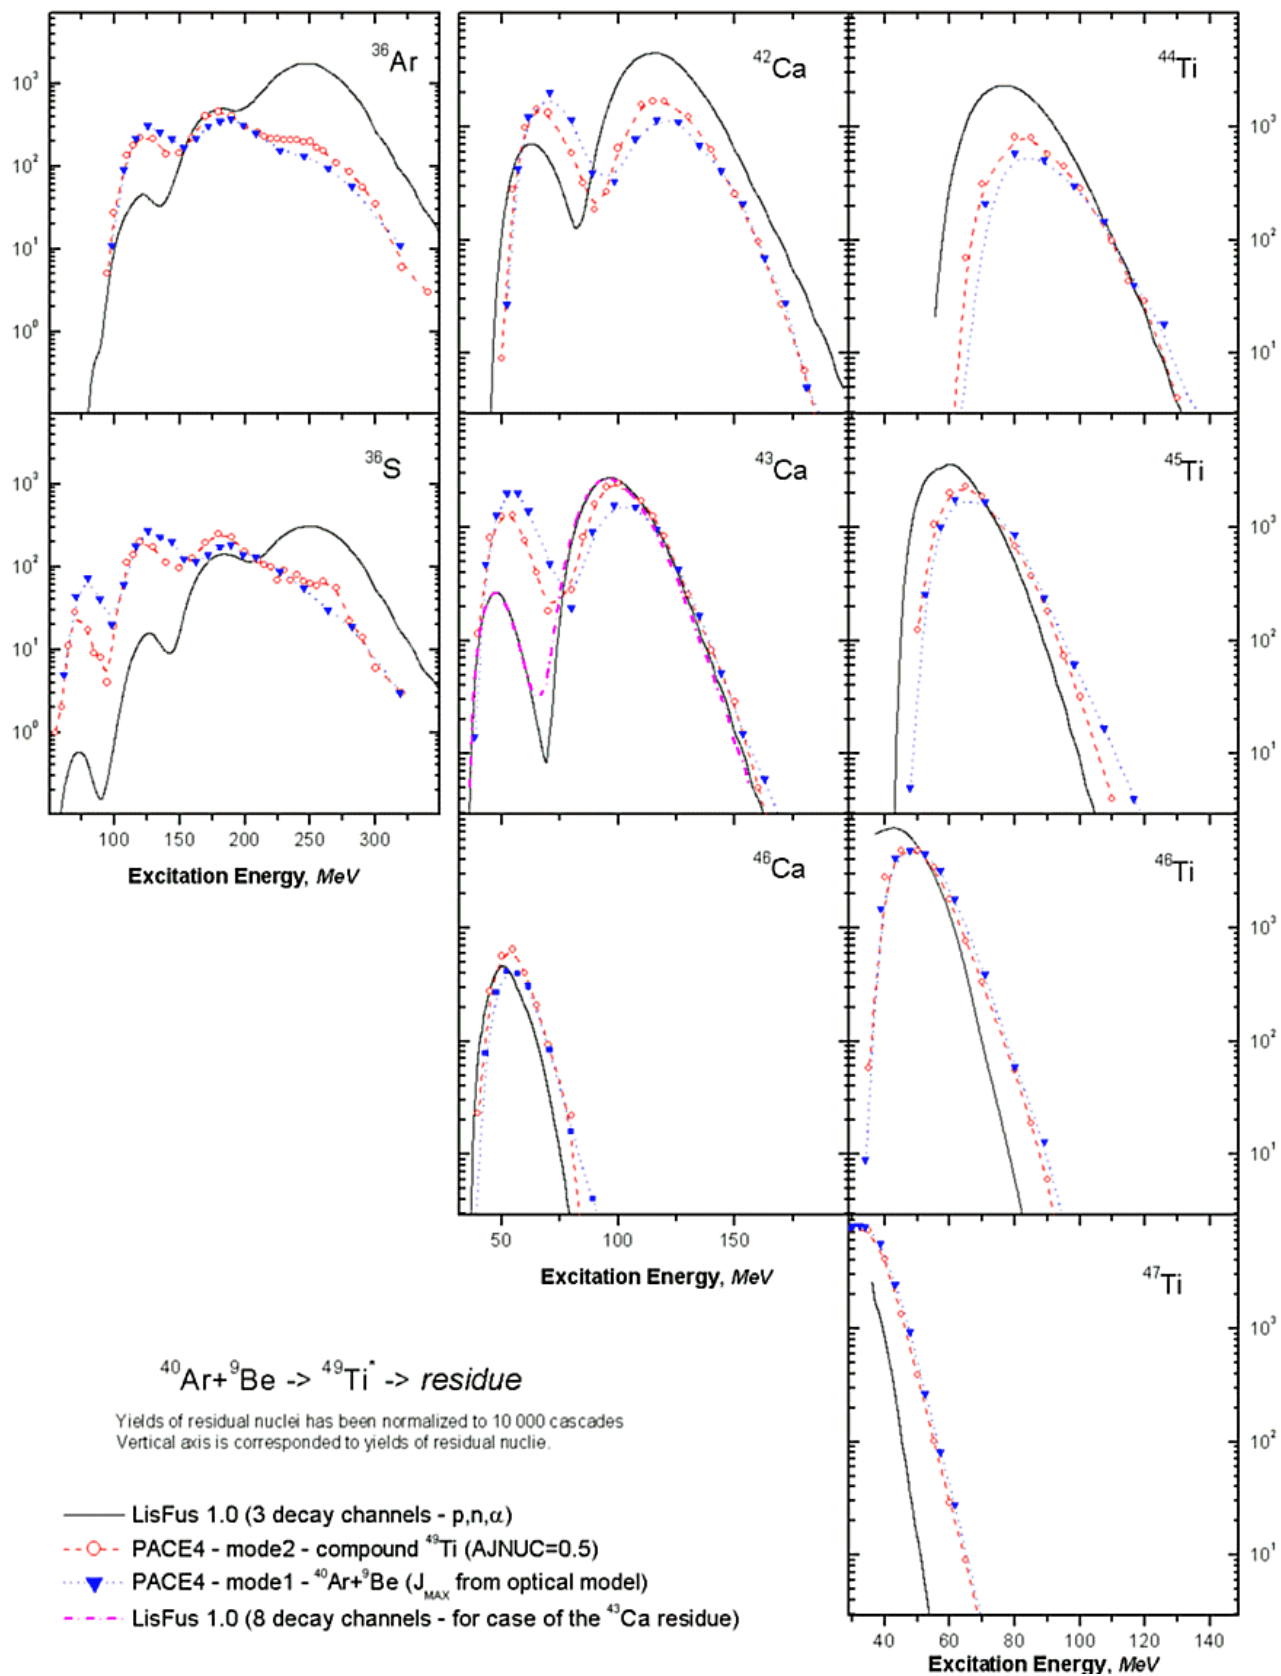 ³⁶Ar
⁴²Ca
⁴⁴Ti
10³
10²
10¹
10⁰
10²
10¹
³⁶S
⁴³Ca
⁴⁵Ti
10³
10²
10¹
10⁰
10³
10²
10¹
100 150 200 250 300
Excitation Energy, MeV
⁴⁶Ca
⁴⁶Ti
10³
10²
10¹
50 100 150
Excitation Energy, MeV
⁴⁷Ti
10³
10²
10¹
40 60 80 100 120 140
Excitation Energy, MeV
⁴⁰Ar+⁹Be -> ⁴⁹Ti* -> residue
Yields of residual nuclei has been normalized to 10 000 cascades
Vertical axis is corresponded to yields of residual nuclie.
LisFus 1.0 (3 decay channels - p,n,α)
PACE4 - mode2 - compound ⁴⁹Ti (AJNUC=0.5)
PACE4 - mode1 - ⁴⁰Ar+⁹Be (J_MAX from optical model)
LisFus 1.0 (8 decay channels - for case of the ⁴³Ca residue)